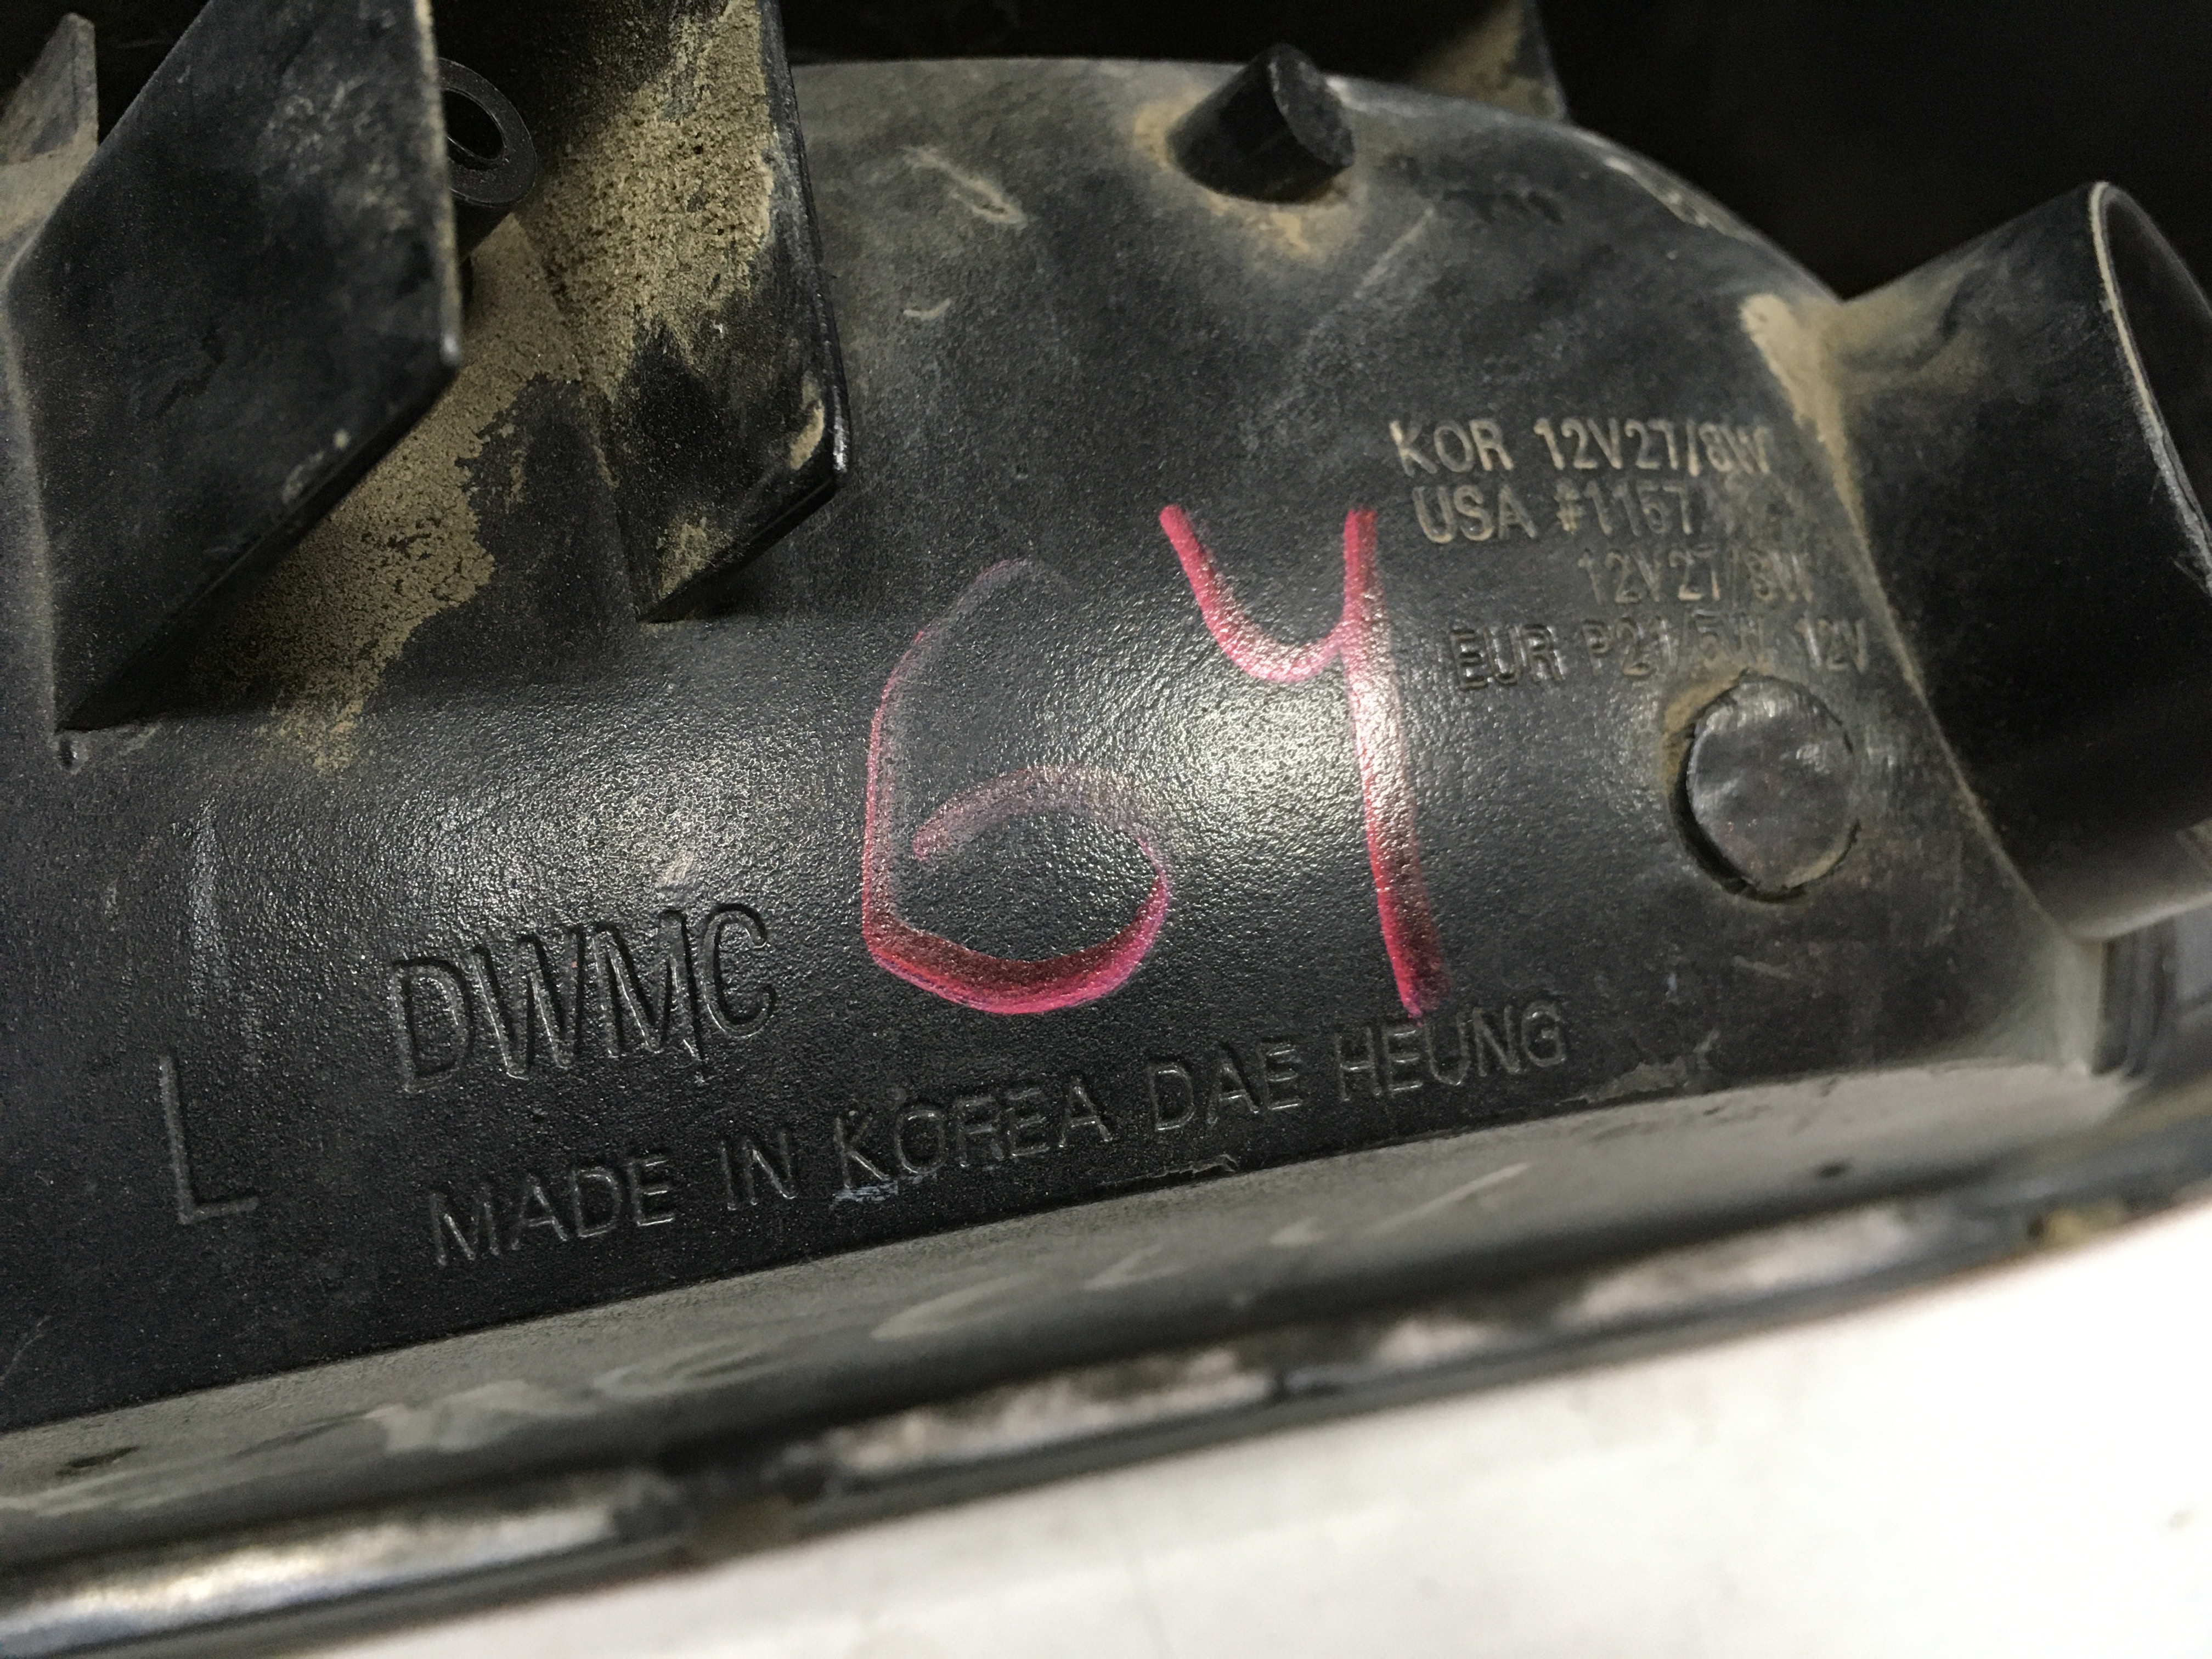 KOR 12V27/8W
USA #1157
12V27/8W
EUR P21/5W 12V
64
DWMC
L
MADE IN KOREA DAE HEUNG